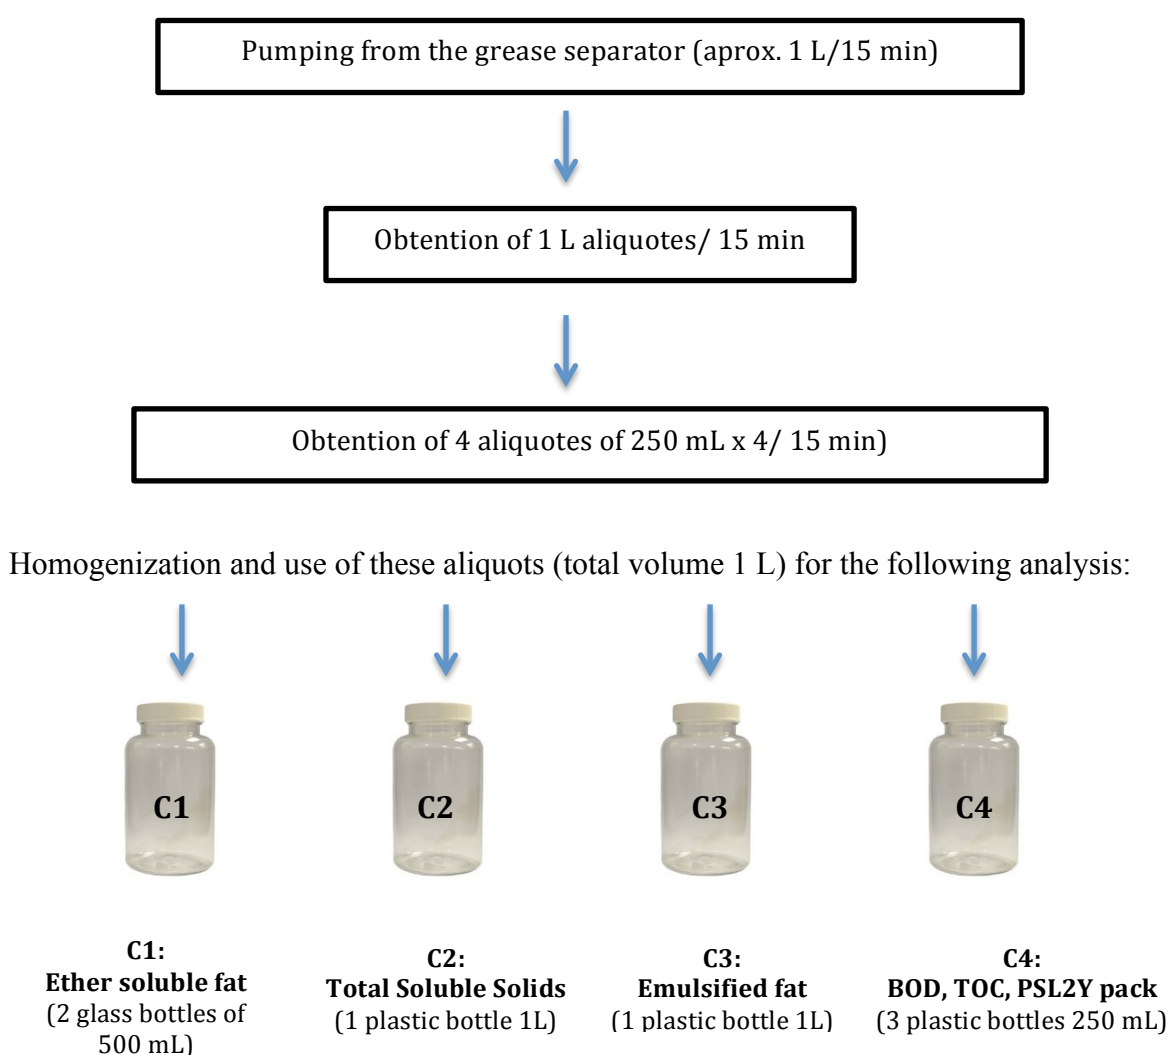 Pumping from the grease separator (aprox. 1 L/15 min)
Obtention of 1 L aliquotes/ 15 min
Obtention of 4 aliquotes of 250 mL x 4/ 15 min)
Homogenization and use of these aliquots (total volume 1 L) for the following analysis:
C1
C2
C3
C4
C1:
Ether soluble fat
(2 glass bottles of
500 mL)
C2:
Total Soluble Solids
(1 plastic bottle 1L)
C3:
Emulsified fat
(1 plastic bottle 1L)
C4:
BOD, TOC, PSL2Y pack
(3 plastic bottles 250 mL)